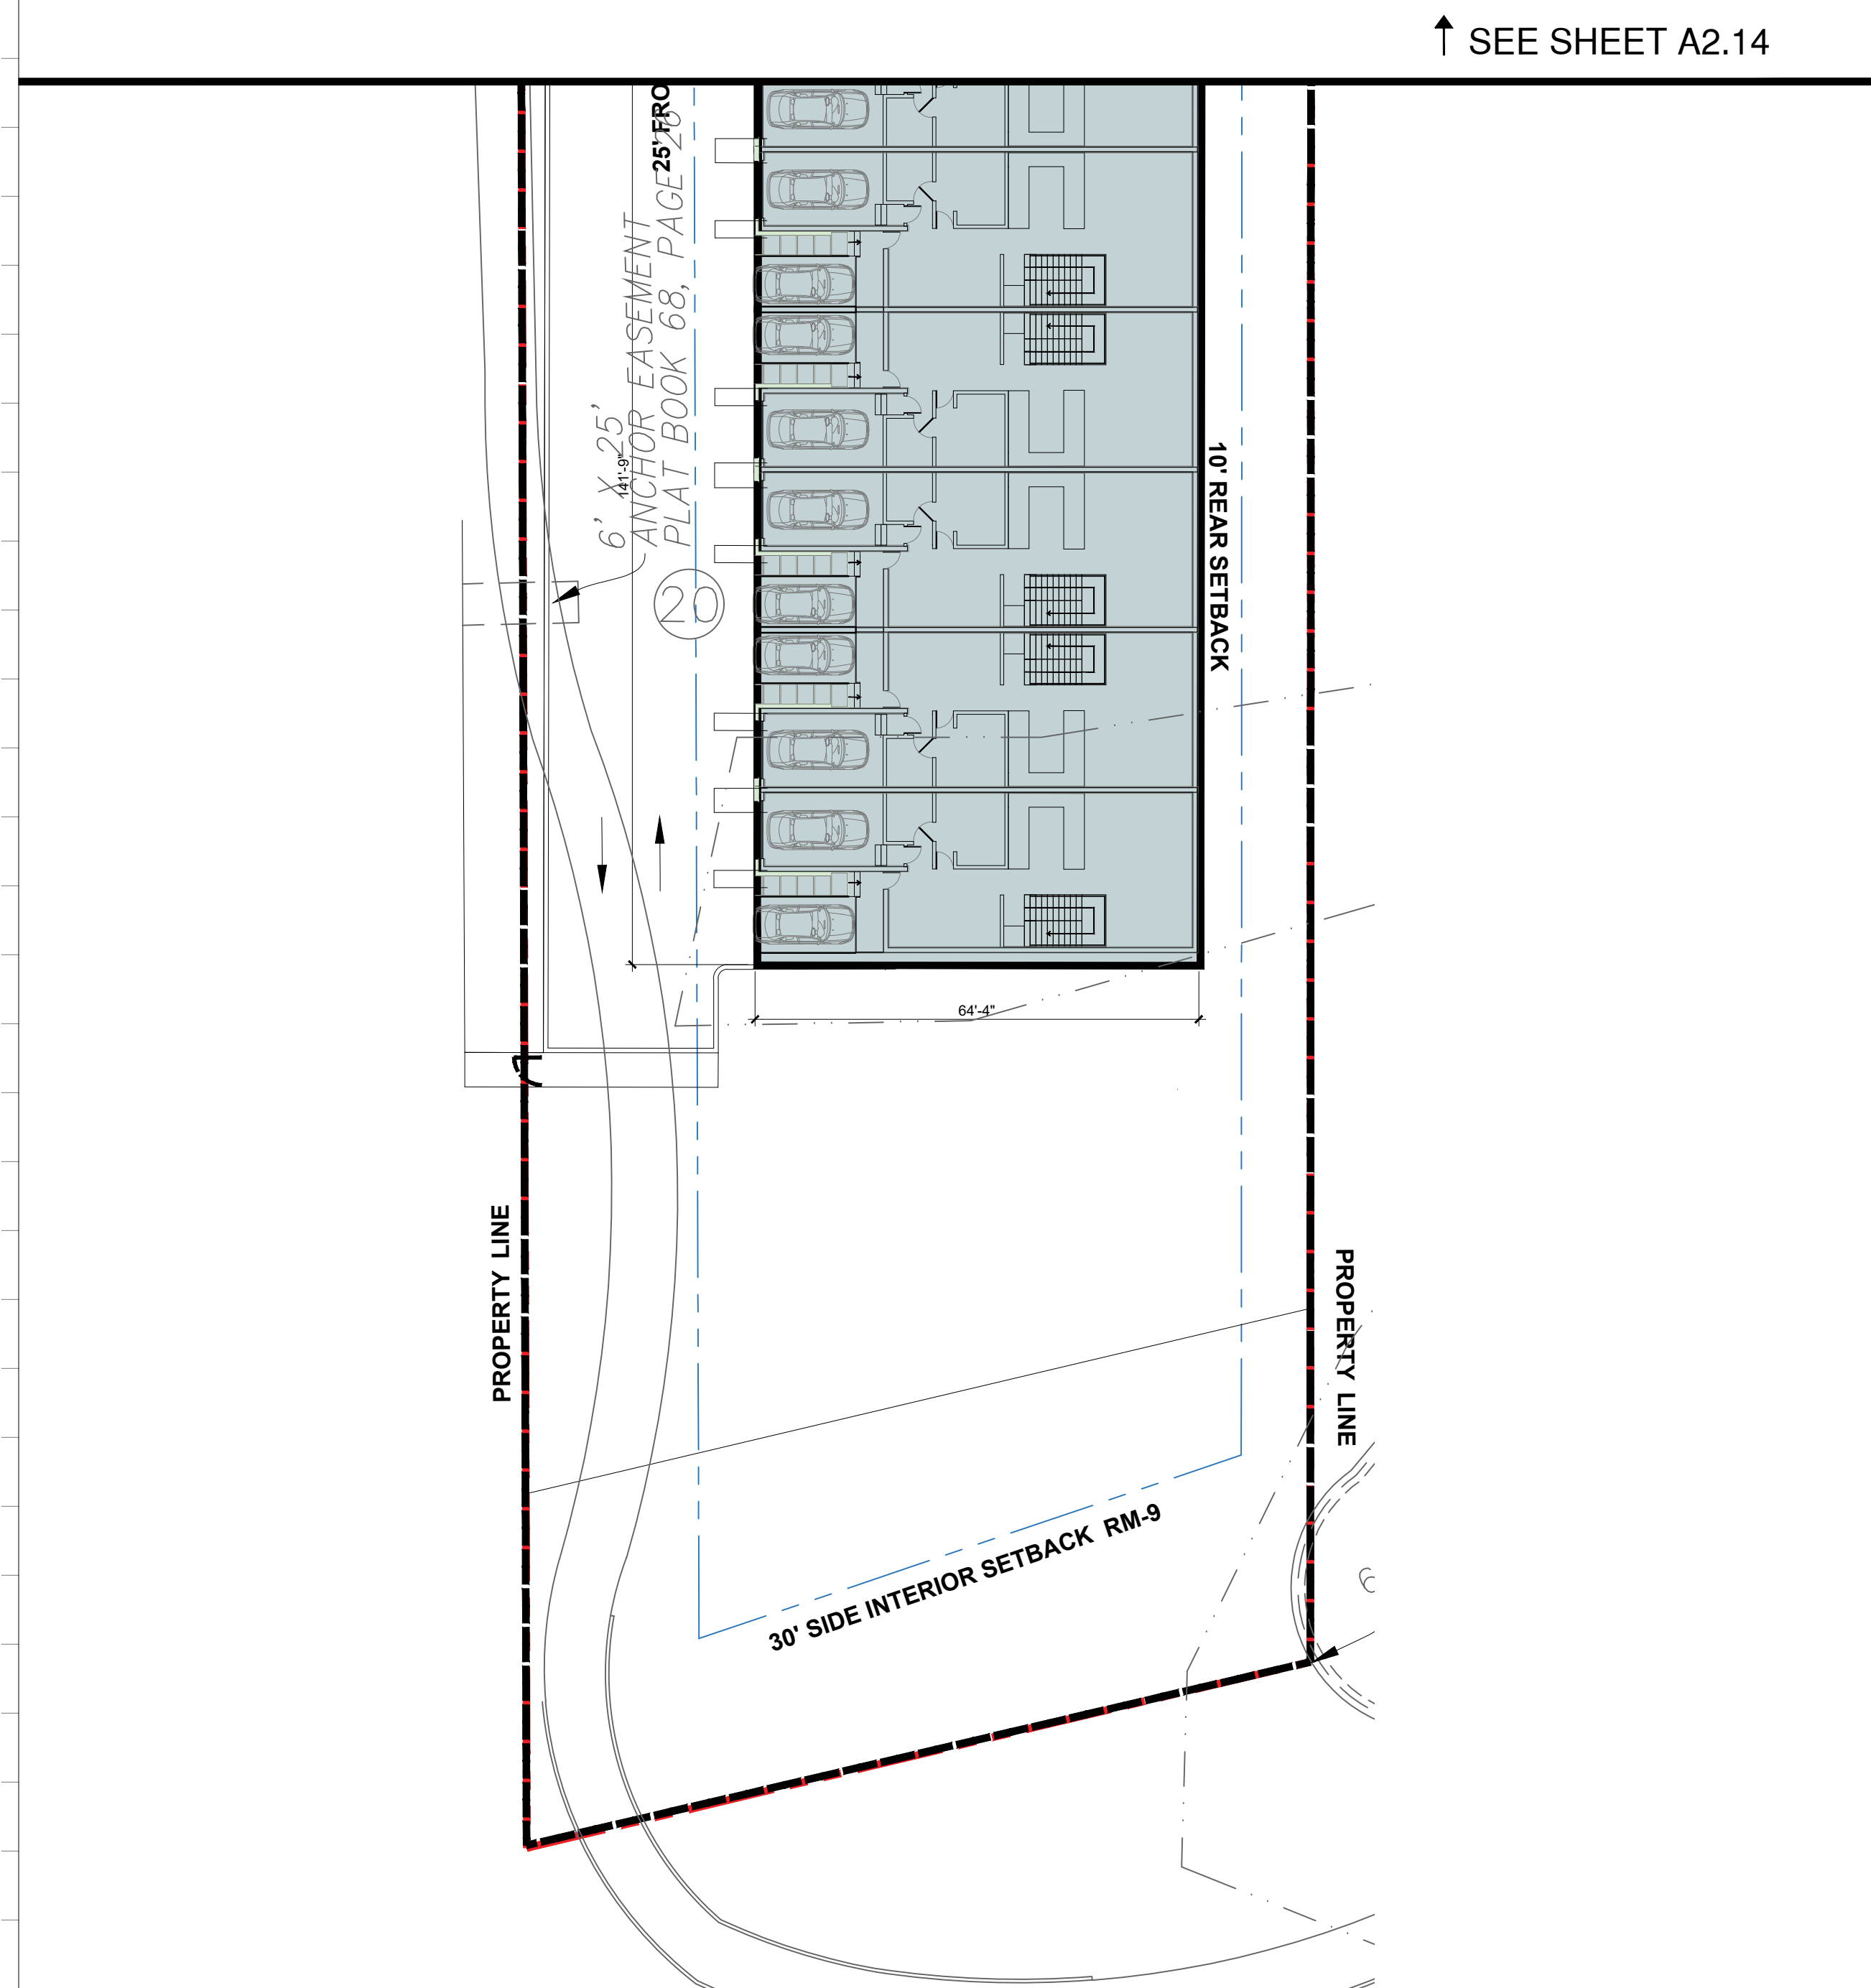 SEE SHEET A2.14
25' FRO
6' X 25'
ANCHOR EASEMENT
PLAT BOOK 68, PAGE 26
141'-9"
20
10' REAR SETBACK
64'-4"
PROPERTY LINE
PROPERTY LINE
30' SIDE INTERIOR SETBACK RM-9